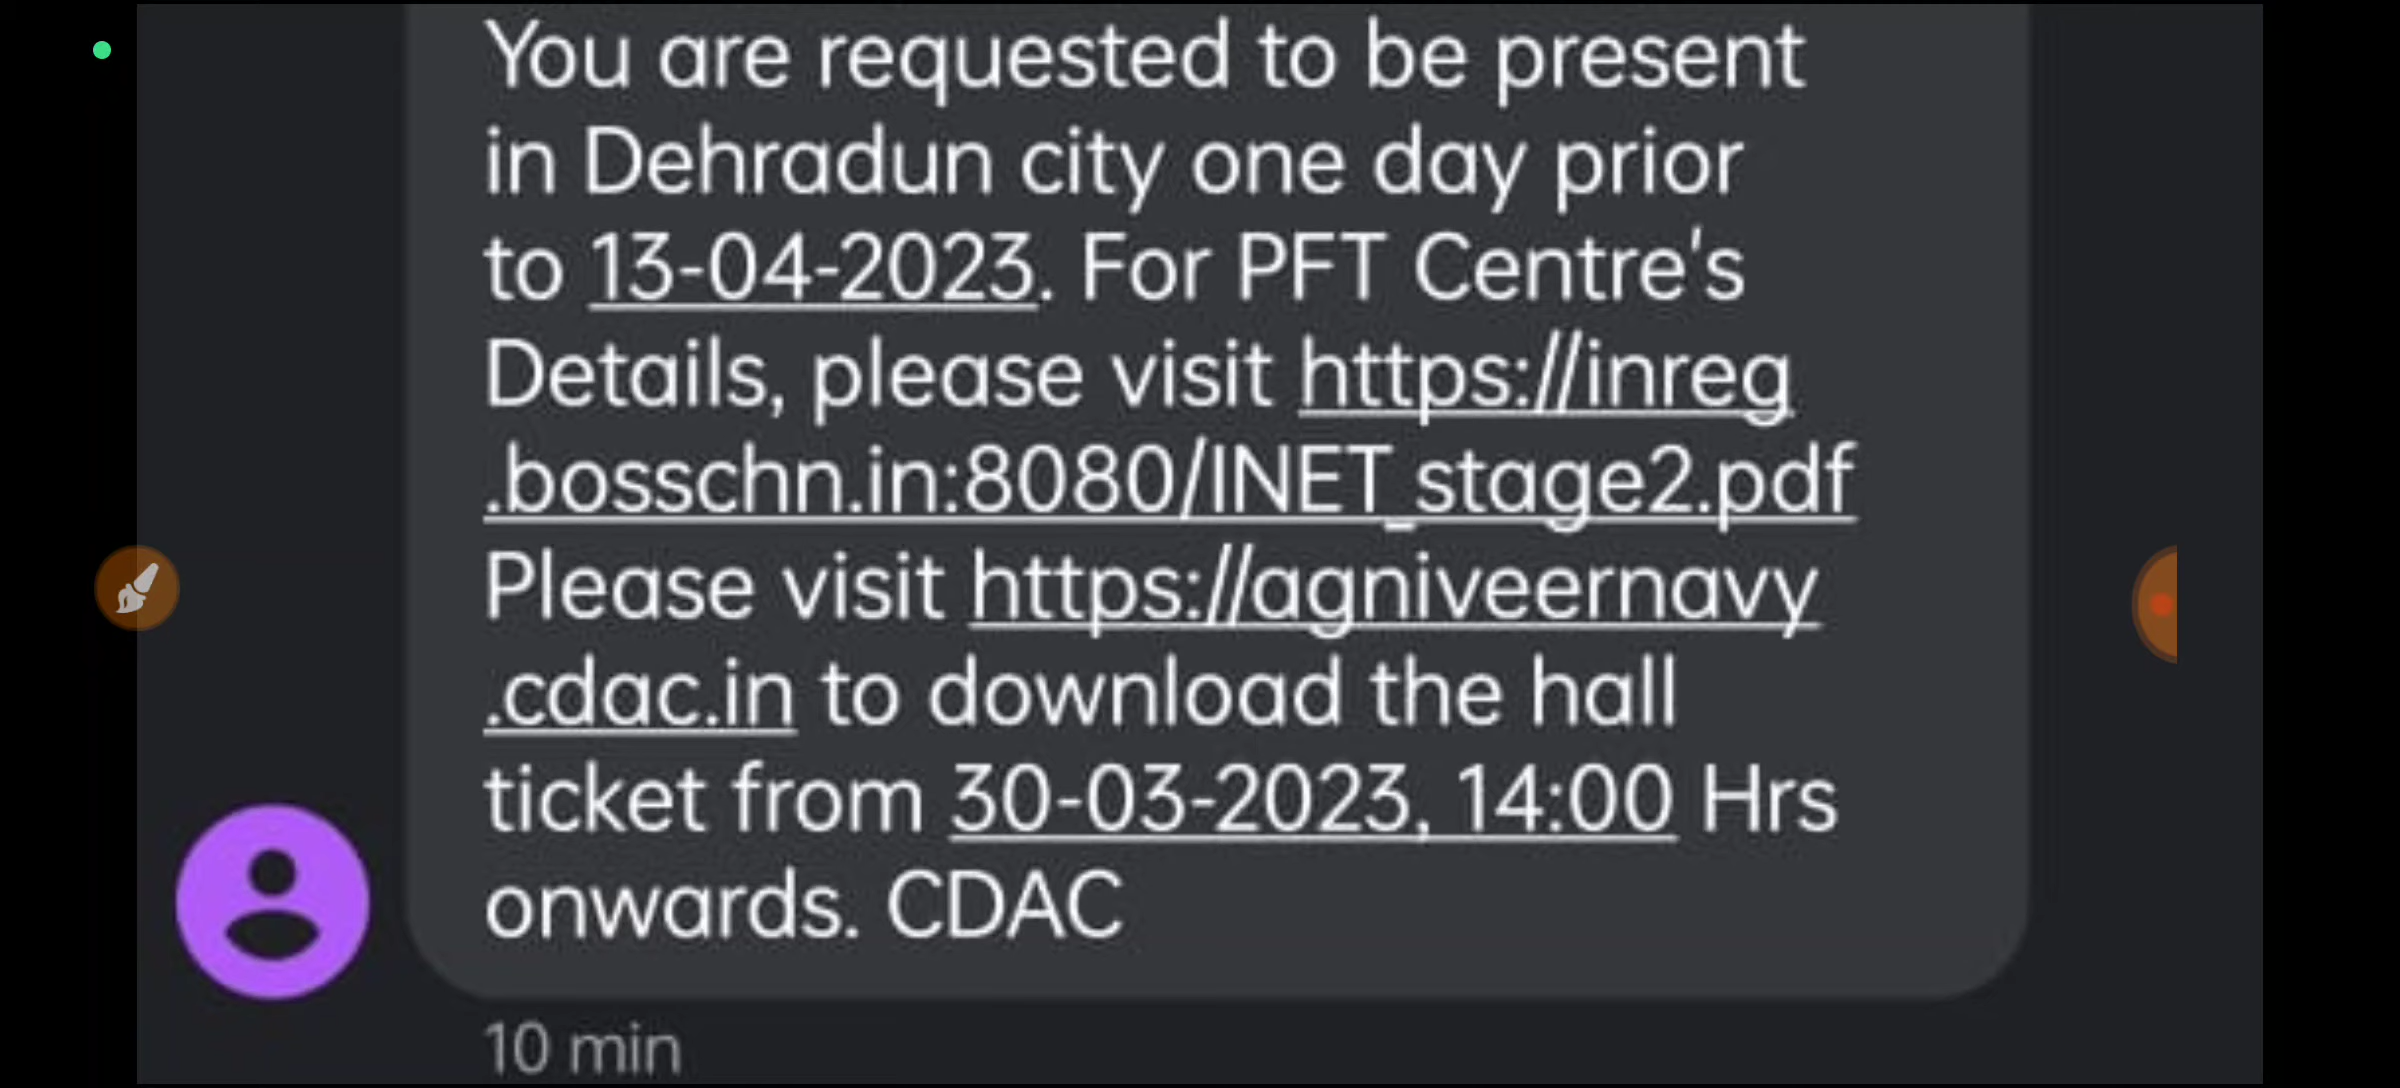 You are requested to be present
in Dehradun city one day prior
to 13-04-2023. For PFT Centre's
Details, please visit https://inreg
.bosschn.in:8080/INET_stage2.pdf
Please visit https://agniveernavy
.cdac.in to download the hall
ticket from 30-03-2023, 14:00 Hrs
onwards. CDAC
10 min